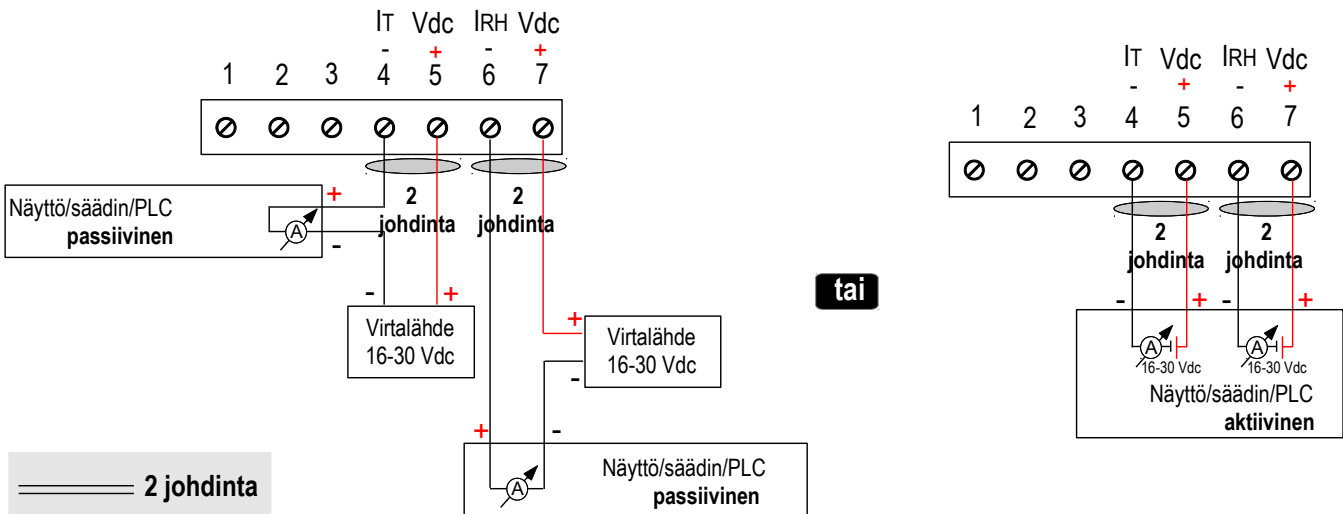 IT Vdc IRH Vdc
- + - +
1 2 3 4 5 6 7
2 johdinta
2 johdinta
Näyttö/säädin/PLC
passiivinen
+
A
-
- +
Virtalähde
16-30 Vdc
+
Virtalähde
16-30 Vdc
-
+ -
A
Näyttö/säädin/PLC
passiivinen
2 johdinta
tai
IT Vdc IRH Vdc
- + - +
1 2 3 4 5 6 7
2 johdinta
2 johdinta
- + - +
A A
16-30 Vdc 16-30 Vdc
Näyttö/säädin/PLC
aktiivinen